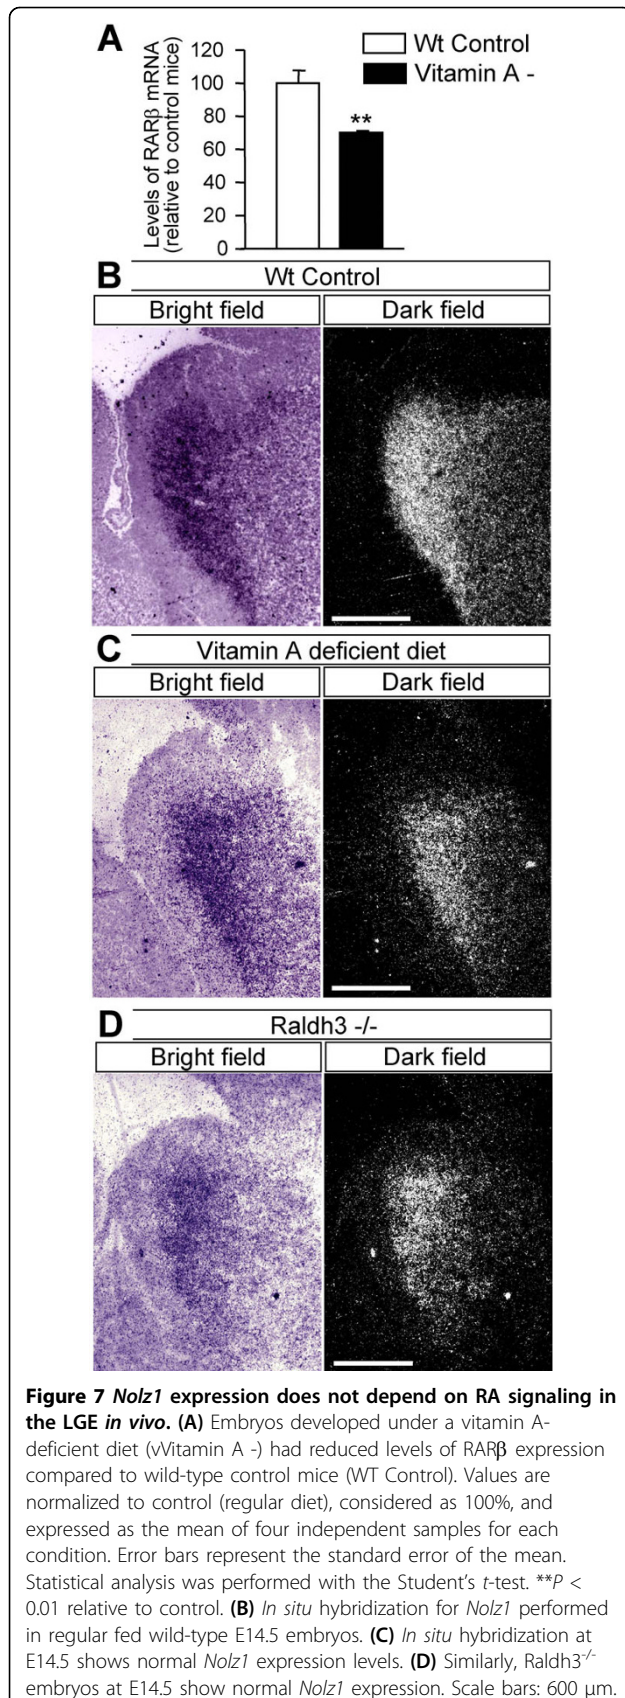 A
120
100
80
60
40
20
0
Levels of RARβ mRNA
(relative to control mice)
**
Wt Control
Vitamin A -
B
Wt Control
Bright field
Dark field
C
Vitamin A deficient diet
Bright field
Dark field
D
Raldh3 -/-
Bright field
Dark field
Figure 7 Nolz1 expression does not depend on RA signaling in
the LGE in vivo. (A) Embryos developed under a vitamin A-
deficient diet (vVitamin A -) had reduced levels of RARβ expression
compared to wild-type control mice (WT Control). Values are
normalized to control (regular diet), considered as 100%, and
expressed as the mean of four independent samples for each
condition. Error bars represent the standard error of the mean.
Statistical analysis was performed with the Student's t-test. **P <
0.01 relative to control. (B) In situ hybridization for Nolz1 performed
in regular fed wild-type E14.5 embryos. (C) In situ hybridization at
E14.5 shows normal Nolz1 expression levels. (D) Similarly, Raldh3-/-
embryos at E14.5 show normal Nolz1 expression. Scale bars: 600 μm.